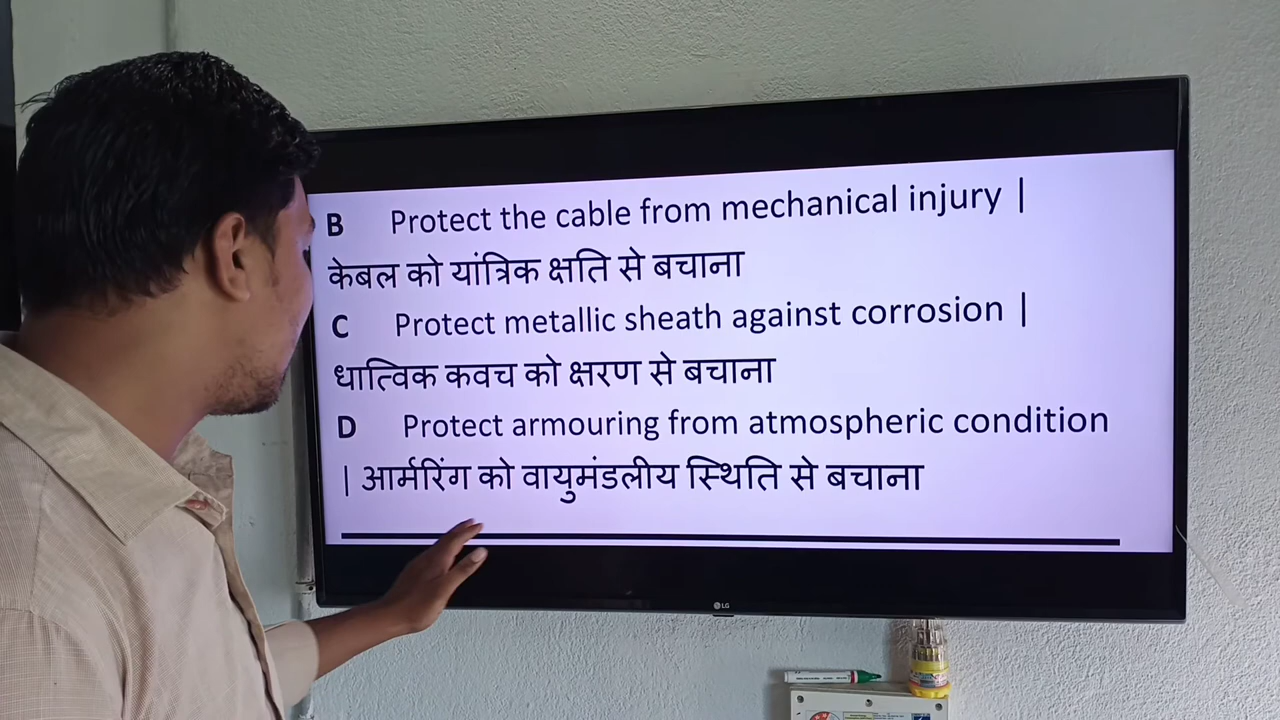 B Protect the cable from mechanical injury |
केबल को यांत्रिक क्षति से बचाना
C Protect metallic sheath against corrosion |
धात्विक कवच को क्षरण से बचाना
D Protect armouring from atmospheric condition
| आर्मरिंग को वायुमंडलीय स्थिति से बचाना
LG